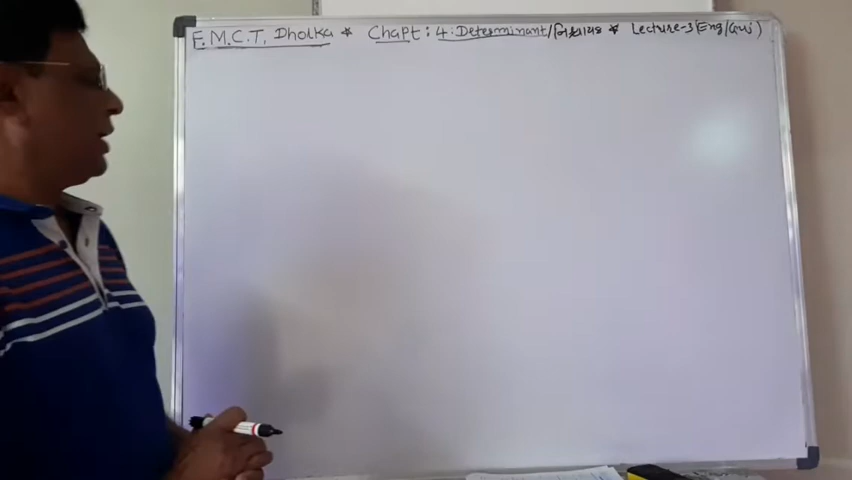 F.M.C.T. Dholka * Chapt : 4. Determinant/નિશ્ચાયક * Lecture-3 (Eng/Guj)